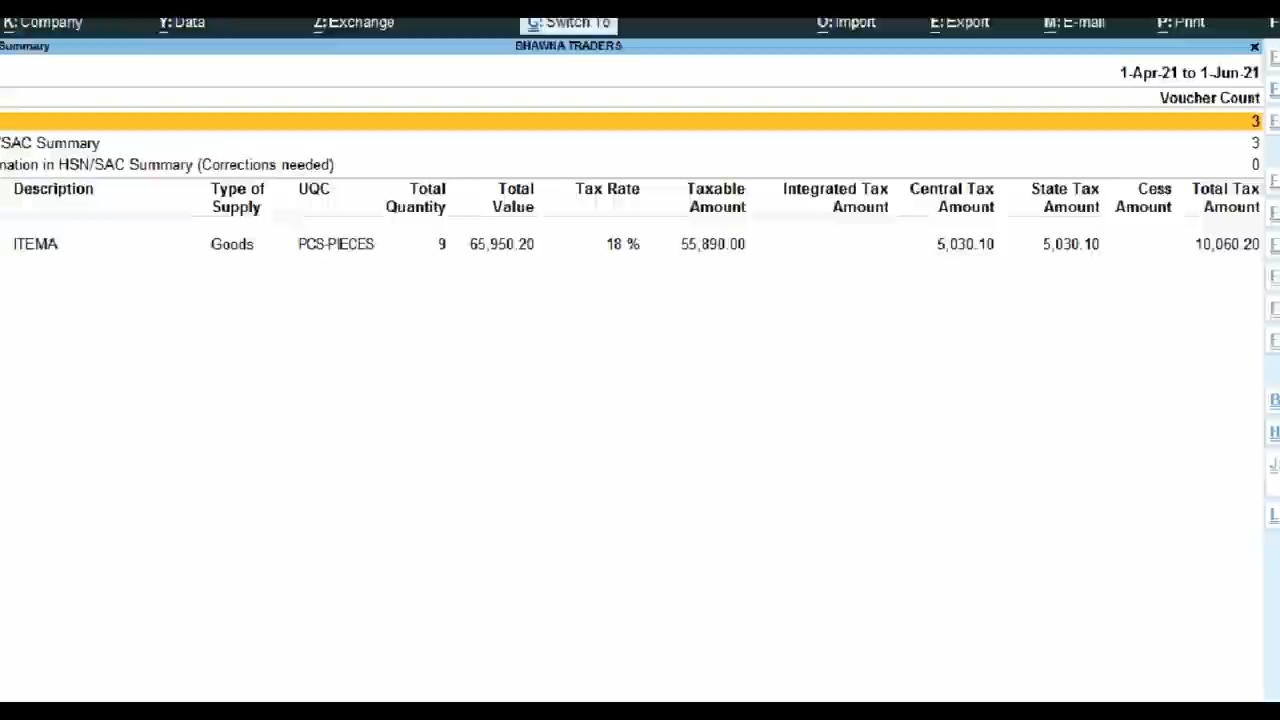 K: Company Y: Data Z: Exchange G: Switch To O: Import E: Export M: E-mail P: Print
Summary BHAWNA TRADERS
1-Apr-21 to 1-Jun-21
Voucher Count
3
/SAC Summary 3
mation in HSN/SAC Summary (Corrections needed) 0
Description Type of Supply UQC Total Quantity Total Value Tax Rate Taxable Amount Integrated Tax Amount Central Tax Amount State Tax Amount Cess Amount Total Tax Amount
ITEMA Goods PCS-PIECES 9 65,950.20 18 % 55,890.00 5,030.10 5,030.10 10,060.20